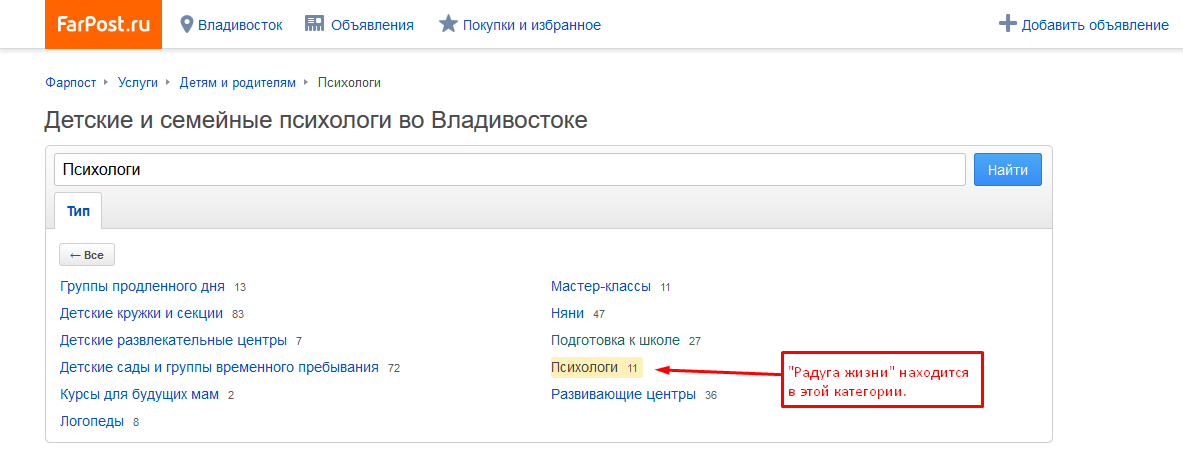 FarPost.ru Владивосток Объявления Покупки и избранное Добавить объявление
Фарпост Услуги Детям и родителям Психологи
Детские и семейные психологи во Владивостоке
Психологи Найти
Тип
← Все
Группы продленного дня 13 Мастер-классы 11
Детские кружки и секции 83 Няни 47
Детские развлекательные центры 7 Подготовка к школе 27
Детские сады и группы временного пребывания 72 Психологи 11
Курсы для будущих мам 2 Развивающие центры 36
Логопеды 8
"Радуга жизни" находится
в этой категории.